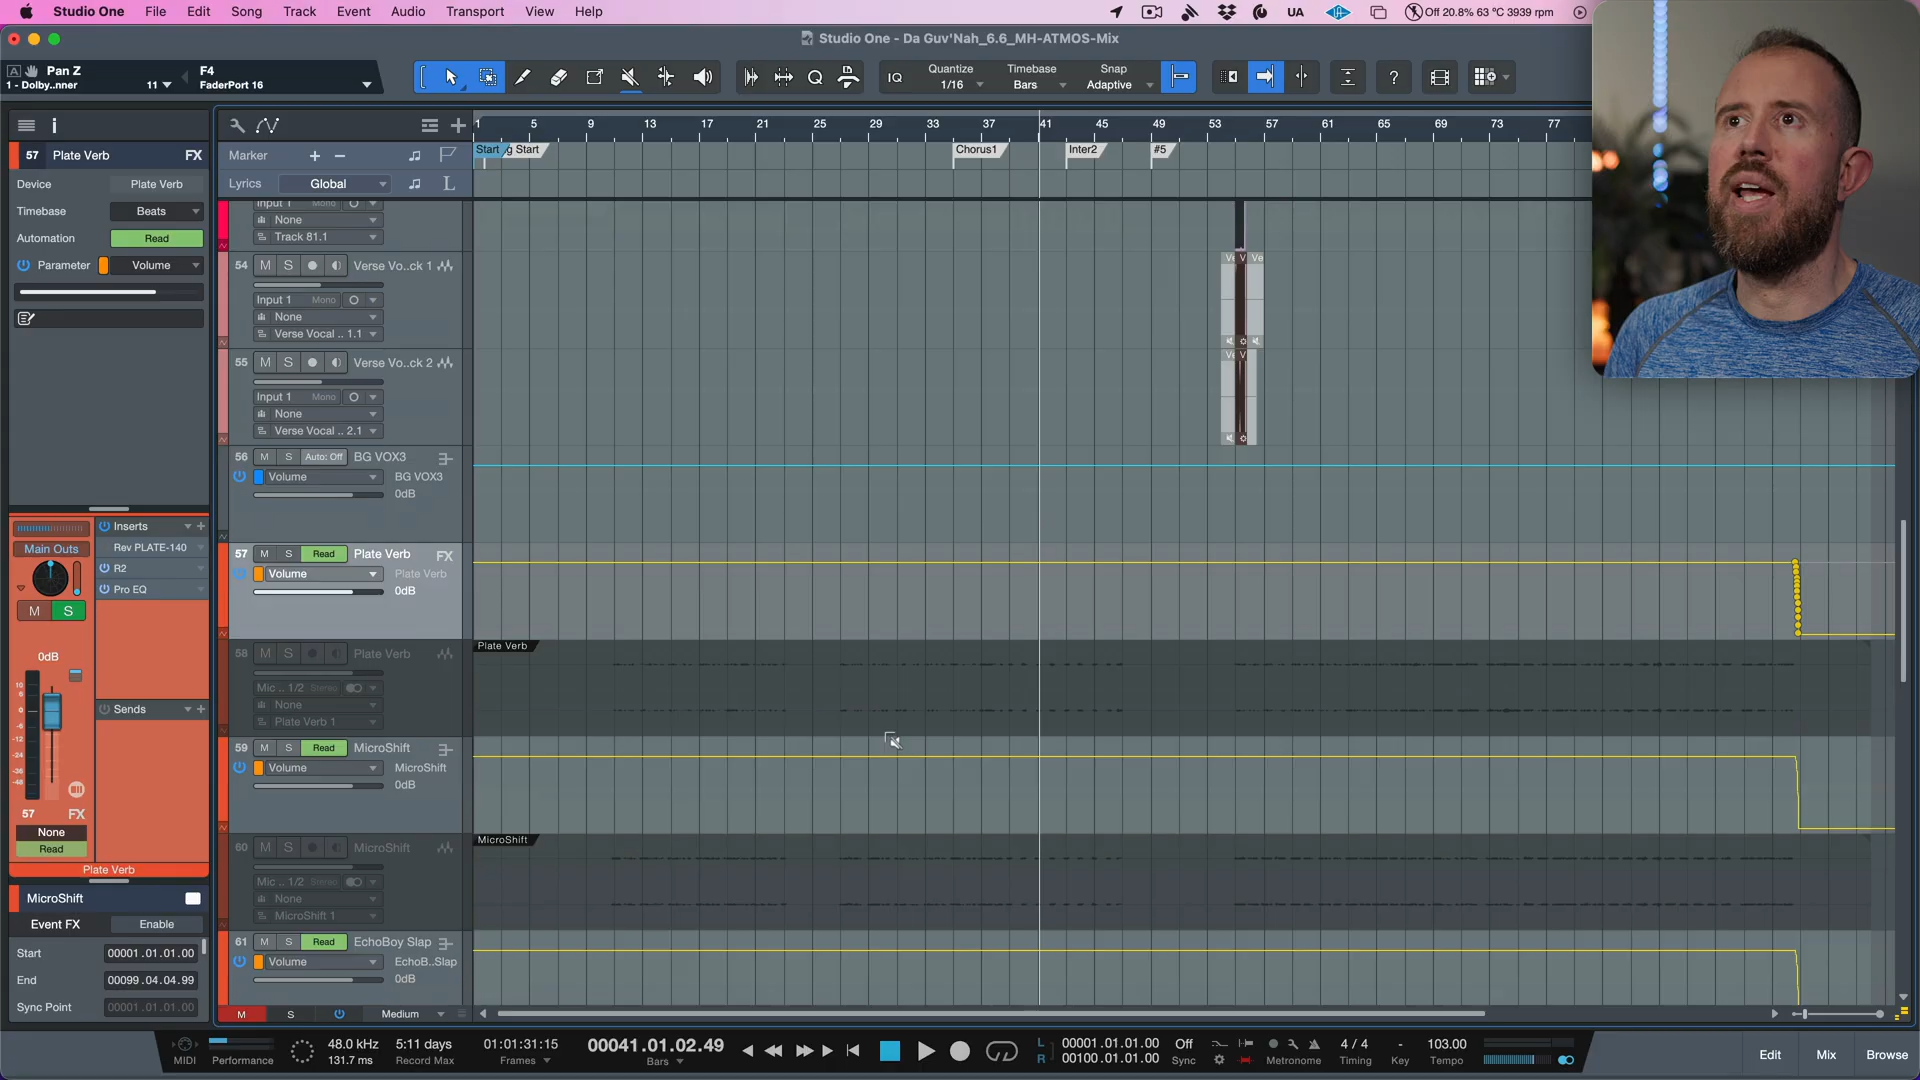 Studio One File Edit Song Track Event Audio Transport View Help
UA Off 20.8% 63 °C 3939 rpm
Studio One - Da Guv'Nah_6.6_MH-ATMOS-Mix
Pan Z
1 - Dolby..nner 11
F4
FaderPort 16
IQ
Quantize
1/16
Timebase
Bars
Snap
Adaptive
?
57 Plate Verb FX
Device Plate Verb
Timebase Beats
Automation Read
Parameter Volume
Marker + −
Lyrics Global L
1 5 9 13 17 21 25 29 33 37 41 45 49 53 57 61 65 69 73 77
Start g Start Chorus1 Inter2 #5
Input 1 Mono
None
Track 81.1
54 M S Verse Vo..ck 1
Input 1 Mono
None
Verse Vocal .. 1.1
Ve V Ve
55 M S Verse Vo..ck 2
Input 1 Mono
None
Verse Vocal .. 2.1
Ve V
56 M S Auto: Off BG VOX3
Volume BG VOX3
0dB
57 M S Read Plate Verb FX
Volume Plate Verb
0dB
58 M S Plate Verb
Mic .. 1/2 Stereo
None
Plate Verb 1
Plate Verb
59 M S Read MicroShift
Volume MicroShift
0dB
60 M S MicroShift
Mic .. 1/2 Stereo
None
MicroShift 1
MicroShift
61 M S Read EchoBoy Slap
Volume EchoB..Slap
0dB
M S Medium
Main Outs
Inserts
Rev PLATE-140
R2
Pro EQ
M S
0dB
Sends
57 FX
None
Read
Plate Verb
MicroShift
Event FX Enable
Start 00001.01.01.00
End 00099.04.04.99
Sync Point 00001.01.01.00
MIDI
Performance
48.0 kHz
131.7 ms
5:11 days
Record Max
01:01:31:15
Frames
00041.01.02.49
Bars
L 00001.01.01.00
R 00100.01.01.00
Off
Sync
Metronome
4 / 4
Timing
-
Key
103.00
Tempo
Edit Mix Browse